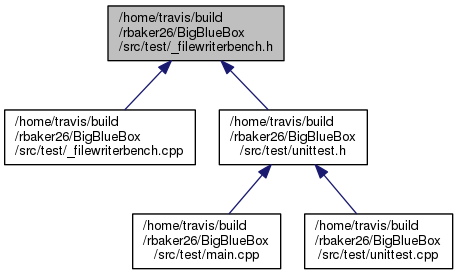 /home/travis/build
/rbaker26/BigBlueBox
/src/test/_filewriterbench.h
/home/travis/build
/rbaker26/BigBlueBox
/src/test/_filewriterbench.cpp
/home/travis/build
/rbaker26/BigBlueBox
/src/test/unittest.h
/home/travis/build
/rbaker26/BigBlueBox
/src/test/main.cpp
/home/travis/build
/rbaker26/BigBlueBox
/src/test/unittest.cpp